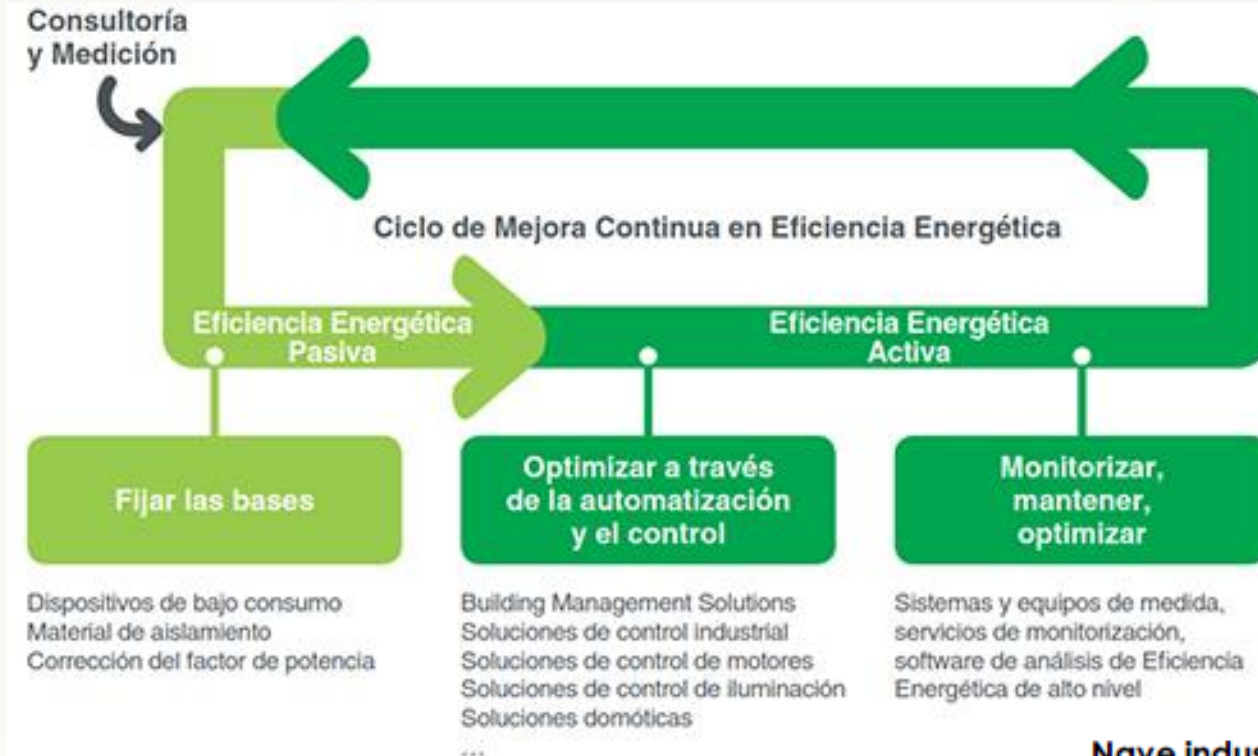 Consultoría
y Medición
Ciclo de Mejora Continua en Eficiencia Energética
Eficiencia Energética
Pasiva
Eficiencia Energética
Activa
Fijar las bases
Dispositivos de bajo consumo
Material de aislamiento
Corrección del factor de potencia
Optimizar a través
de la automatización
y el control
Building Management Solutions
Soluciones de control industrial
Soluciones de control de motores
Soluciones de control de iluminación
Soluciones domóticas
...
Monitorizar,
mantener,
optimizar
Sistemas y equipos de medida,
servicios de monitorización,
software de análisis de Eficiencia
Energética de alto nível
Nave